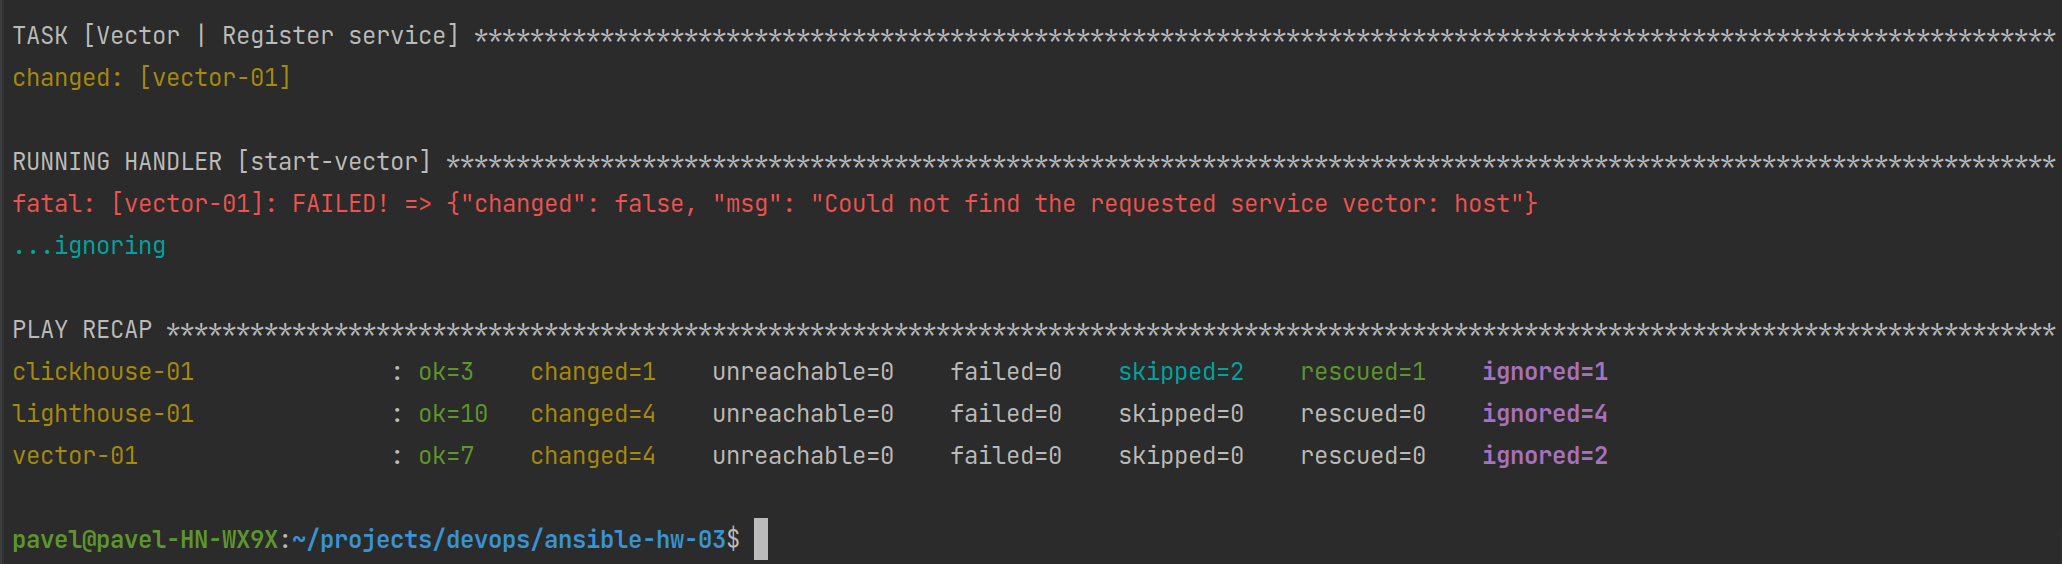 TASK [Vector | Register service] *****************************************************************************************************************
changed: [vector-01]
RUNNING HANDLER [start-vector] *******************************************************************************************************************
fatal: [vector-01]: FAILED! => {"changed": false, "msg": "Could not find the requested service vector: host"}
...ignoring
PLAY RECAP ***************************************************************************************************************************************
clickhouse-01              : ok=3    changed=1    unreachable=0    failed=0    skipped=2    rescued=1    ignored=1
lighthouse-01              : ok=10   changed=4    unreachable=0    failed=0    skipped=0    rescued=0    ignored=4
vector-01                  : ok=7    changed=4    unreachable=0    failed=0    skipped=0    rescued=0    ignored=2
pavel@pavel-HN-WX9X:~/projects/devops/ansible-hw-03$